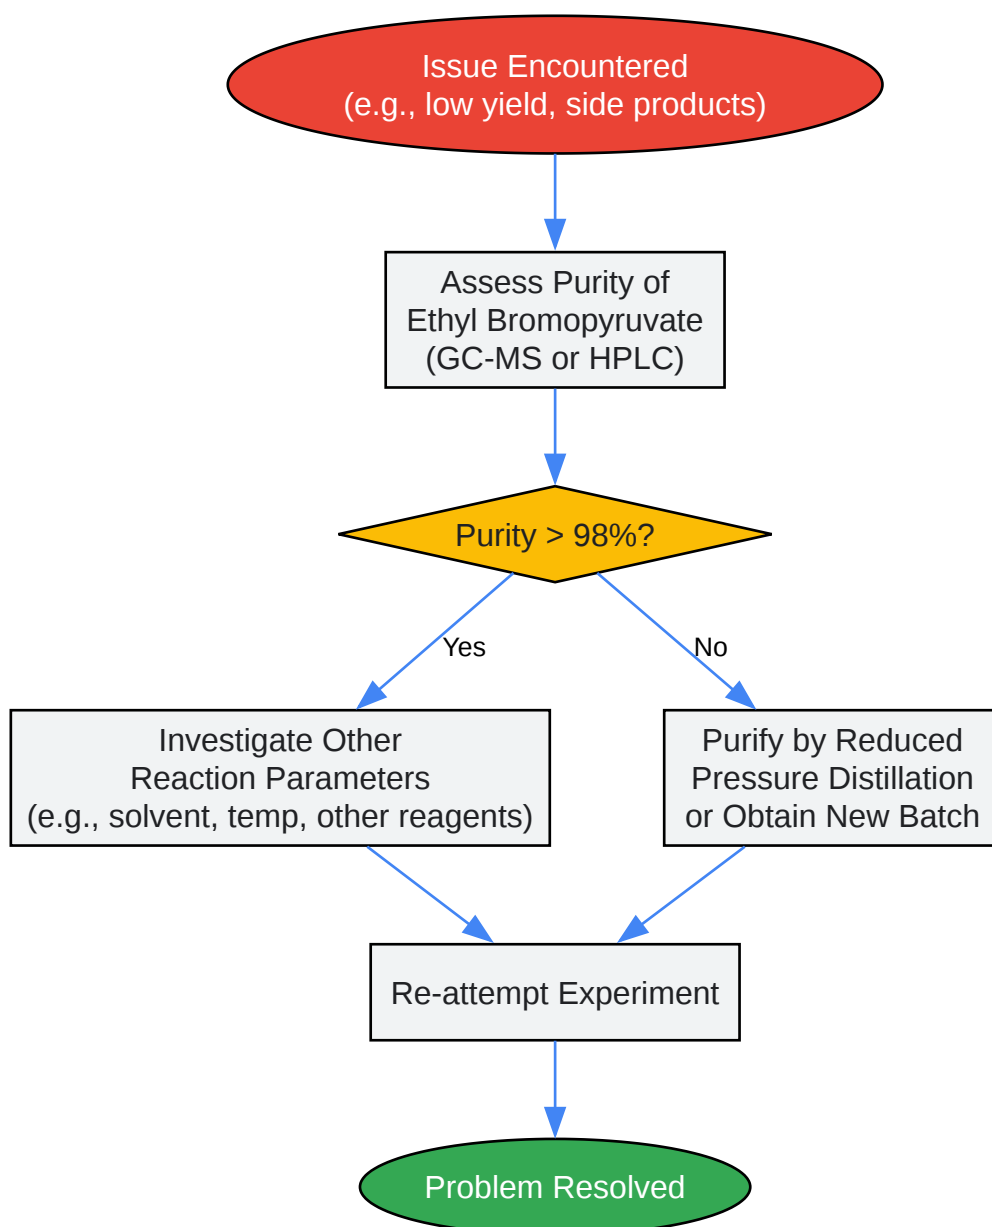 Issue Encountered
(e.g., low yield, side products)
Assess Purity of
Ethyl Bromopyruvate
(GC-MS or HPLC)
Purity > 98%?
Yes
No
Investigate Other
Reaction Parameters
(e.g., solvent, temp, other reagents)
Purify by Reduced
Pressure Distillation
or Obtain New Batch
Re-attempt Experiment
Problem Resolved